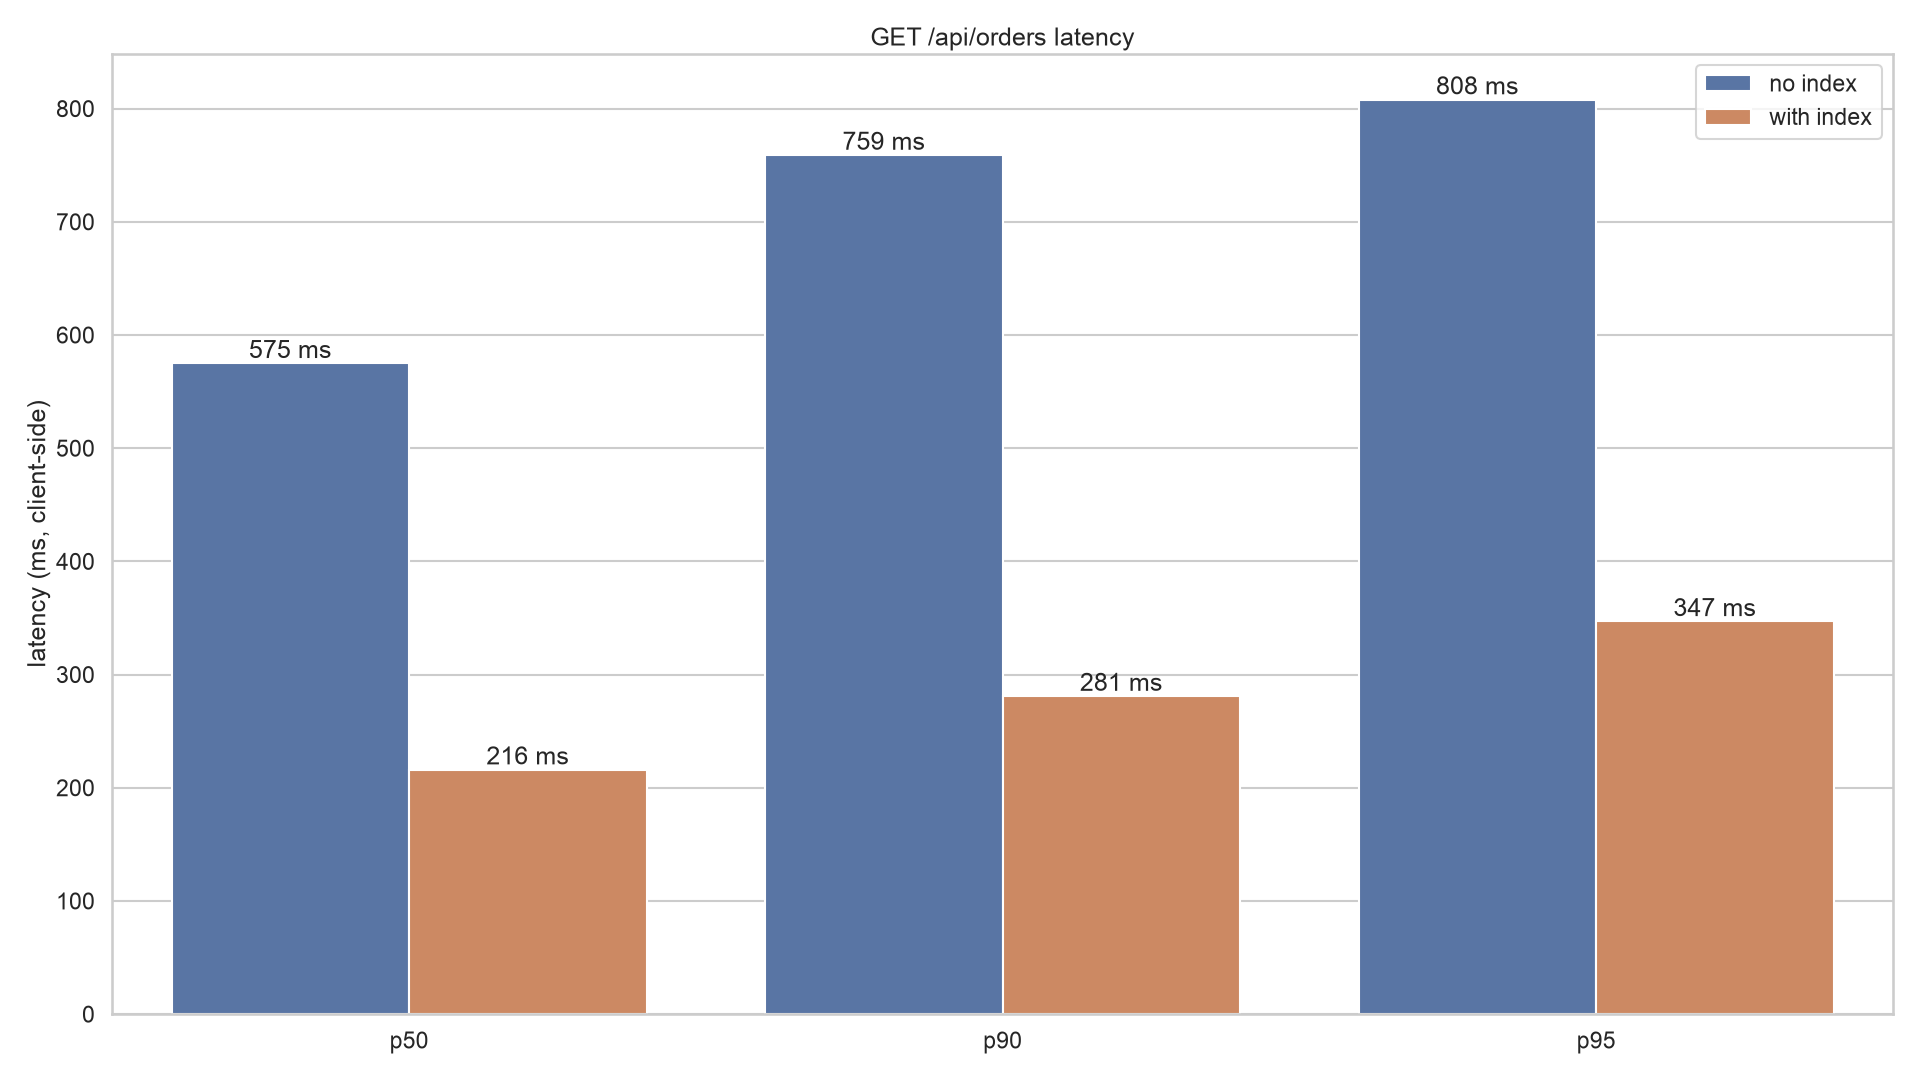 GET /api/orders latency
no index
with index
latency (ms, client-side)
800
700
600
500
400
300
200
100
0
575 ms
216 ms
759 ms
281 ms
808 ms
347 ms
p50
p90
p95